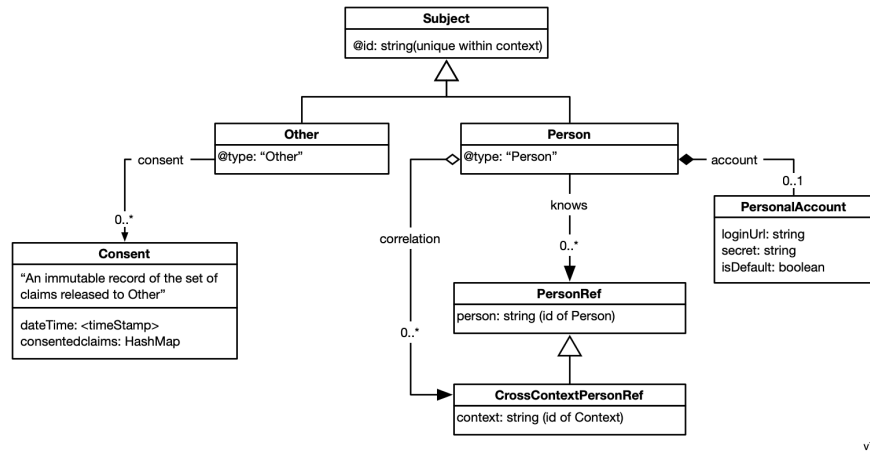 Subject
@id: string(unique within context)
Other
@type: “Other”
Person
@type: “Person”
consent
account
0..1
knows
PersonalAccount
loginUrl: string
secret: string
isDefault: boolean
0..*
correlation
0..*
Consent
“An immutable record of the set of
claims released to Other”
dateTime: <timeStamp>
consentedclaims: HashMap
PersonRef
person: string (id of Person)
0..*
CrossContextPersonRef
context: string (id of Context)